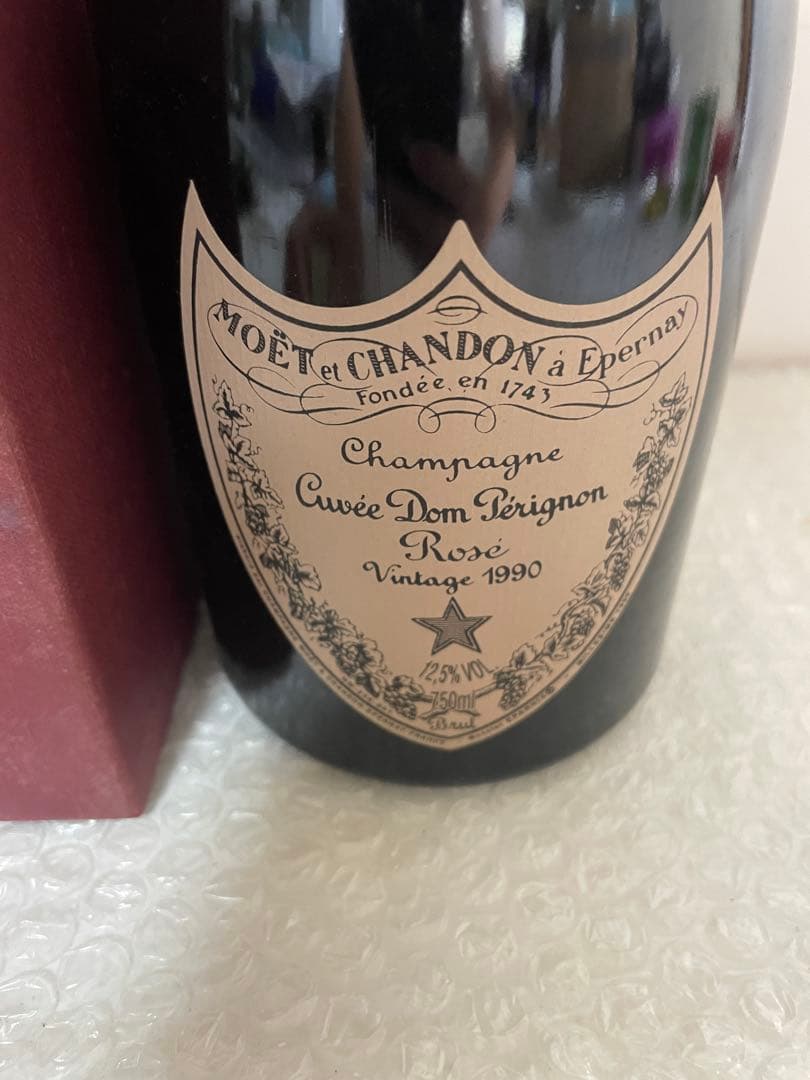 MOËT et CHANDON á Epernay
Fondée en 1743
Champagne
Cuvée Dom Pérignon
Rosé
Vintage 1990
12,5% VOL
750ml
Brut